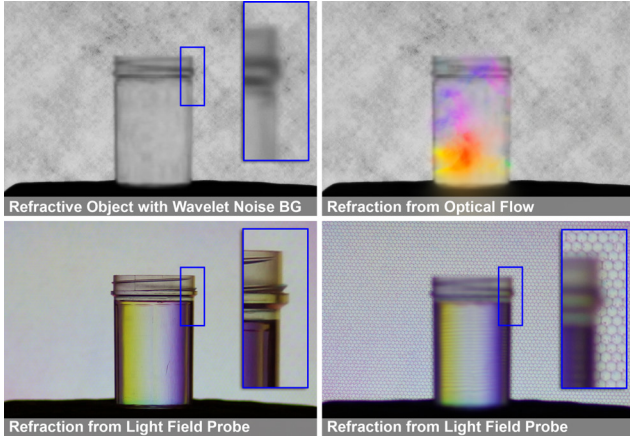 Refractive Object with Wavelet Noise BG
Refraction from Optical Flow
Refraction from Light Field Probe
Refraction from Light Field Probe